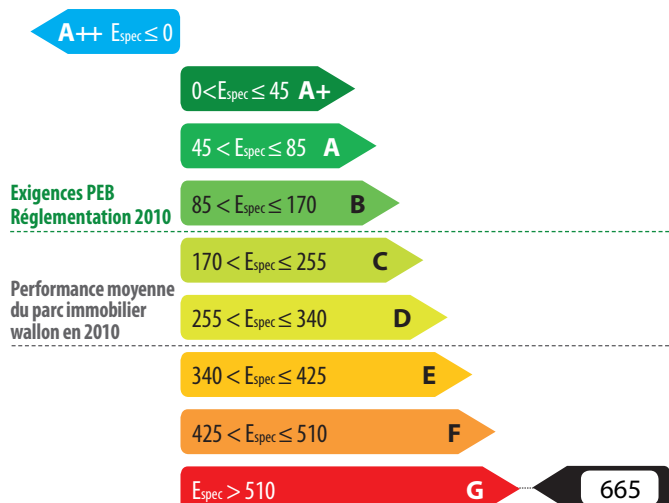 A++ Espec ≤ 0
0<Espec ≤ 45 A+
45 < Espec ≤ 85 A
Exigences PEB
Réglementation 2010
85 < Espec ≤ 170 B
170 < Espec ≤ 255 C
Performance moyenne
du parc immobilier
wallon en 2010
255 < Espec ≤ 340 D
340 < Espec ≤ 425 E
425 < Espec ≤ 510 F
Espec > 510 G 665